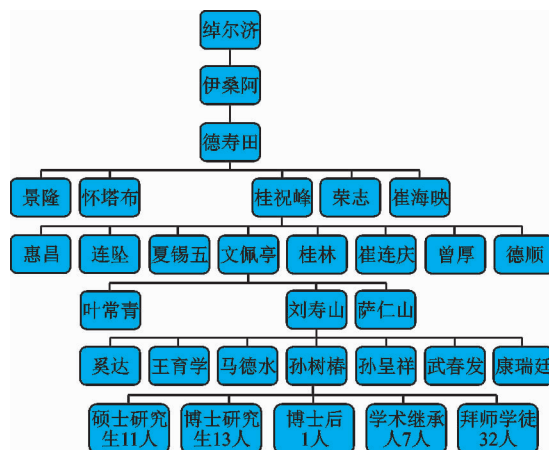 绰尔济
伊桑阿
德寿田
景隆 怀塔布 桂祝峰 荣志 崔海映
惠昌 连坠 夏锡五 文佩亭 桂林 崔连庆 曾厚 德顺
叶常青 刘寿山 萨仁山
奚达 王育学 马德水 孙树椿 孙呈祥 武春发 康瑞廷
硕士研究 博士研究 博士后 学术继承 拜师学徒
生11人 生13人 1人 人7人 32人